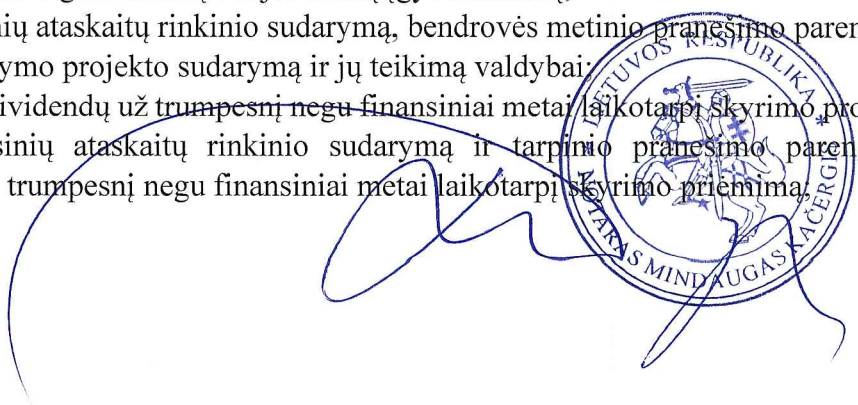 nių ataskaitų rinkinio sudarymą, bendrovės metinio pranešimo paren
ymo projekto sudarymą ir jų teikimą valdybai;
ividendų už trumpesnį negu finansiniai metai laikotarpį skyrimo pro
sinių ataskaitų rinkinio sudarymą ir tarpinio pranešimo paren
trumpesnį negu finansiniai metai laikotarpį skyrimo priėmimą;
LIETUVOS RESPUBLIKA
NOTARAS MINDAUGAS KAČERGIUS